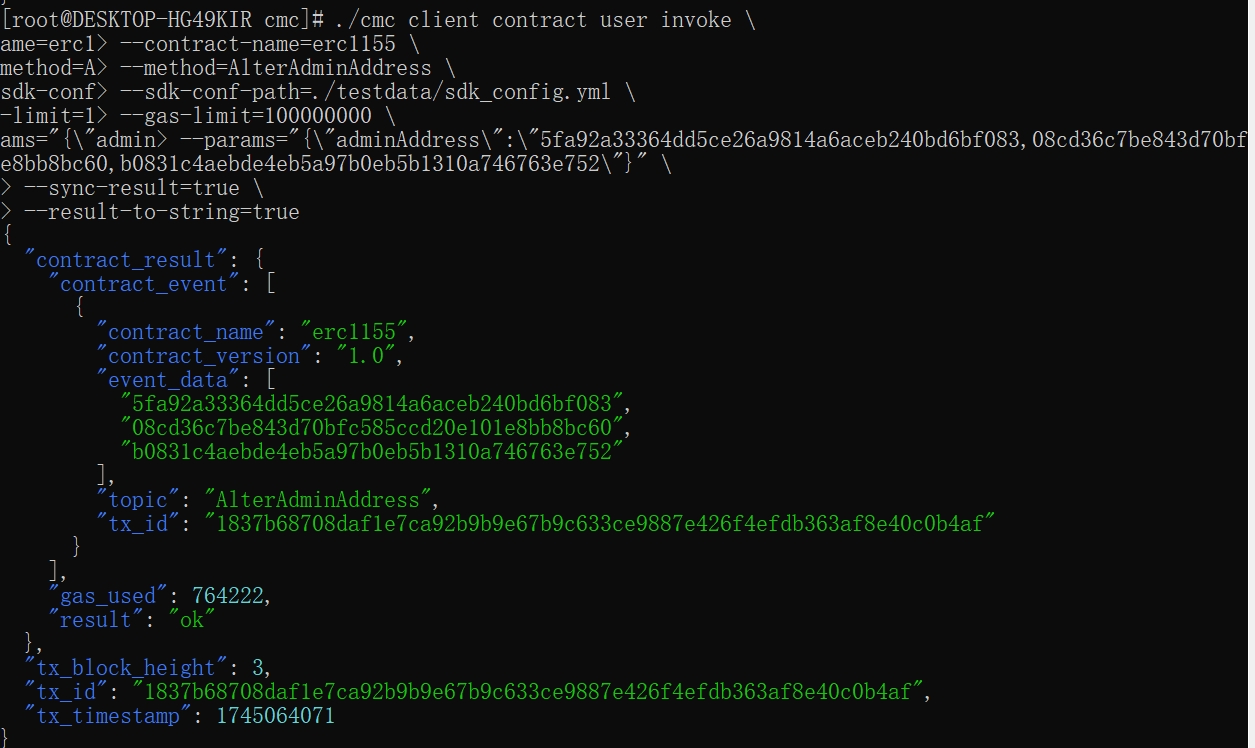 [root@DESKTOP-HG49KIR cmc]# ./cmc client contract user invoke \
ame=erc1> --contract-name=erc1155 \
method=A> --method=AlterAdminAddress \
sdk-conf> --sdk-conf-path=./testdata/sdk_config.yml \
-limit=1> --gas-limit=100000000 \
ams="{\"admin> --params="{\"adminAddress\":\"5fa92a33364dd5ce26a9814a6aceb240bd6bf083,08cd36c7be843d70bf
e8bb8bc60,b0831c4aebde4eb5a97b0eb5b1310a746763e752\"}" \
> --sync-result=true \
> --result-to-string=true
{
"contract_result": {
"contract_event": [
{
"contract_name": "erc1155",
"contract_version": "1.0",
"event_data": [
"5fa92a33364dd5ce26a9814a6aceb240bd6bf083",
"08cd36c7be843d70bfc585ccd20e101e8bb8bc60",
"b0831c4aebde4eb5a97b0eb5b1310a746763e752"
],
"topic": "AlterAdminAddress",
"tx_id": "1837b68708daf1e7ca92b9b9e67b9c633ce9887e426f4efdb363af8e40c0b4af"
}
],
"gas_used": 764222,
"result": "ok"
},
"tx_block_height": 3,
"tx_id": "1837b68708daf1e7ca92b9b9e67b9c633ce9887e426f4efdb363af8e40c0b4af",
"tx_timestamp": 1745064071
}